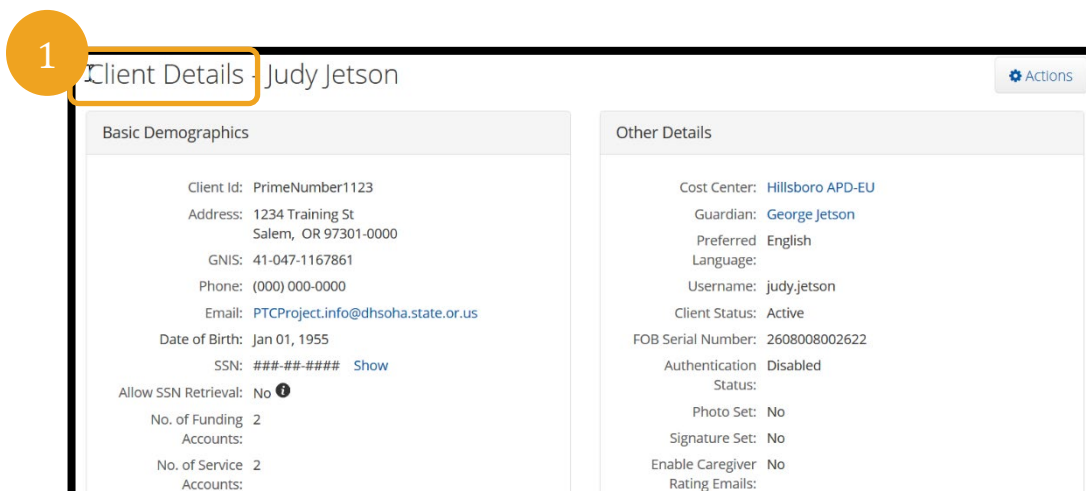 1
Client Details - Judy Jetson
Actions
Basic Demographics
Client Id: PrimeNumber1123
Address: 1234 Training St
Salem, OR 97301-0000
GNIS: 41-047-1167861
Phone: (000) 000-0000
Email: PTCProject.info@dhsoha.state.or.us
Date of Birth: Jan 01, 1955
SSN: ###-##-#### Show
Allow SSN Retrieval: No
No. of Funding 2
Accounts:
No. of Service 2
Accounts:
Other Details
Cost Center: Hillsboro APD-EU
Guardian: George Jetson
Preferred English
Language:
Username: judy.jetson
Client Status: Active
FOB Serial Number: 2608008002622
Authentication Disabled
Status:
Photo Set: No
Signature Set: No
Enable Caregiver No
Rating Emails: